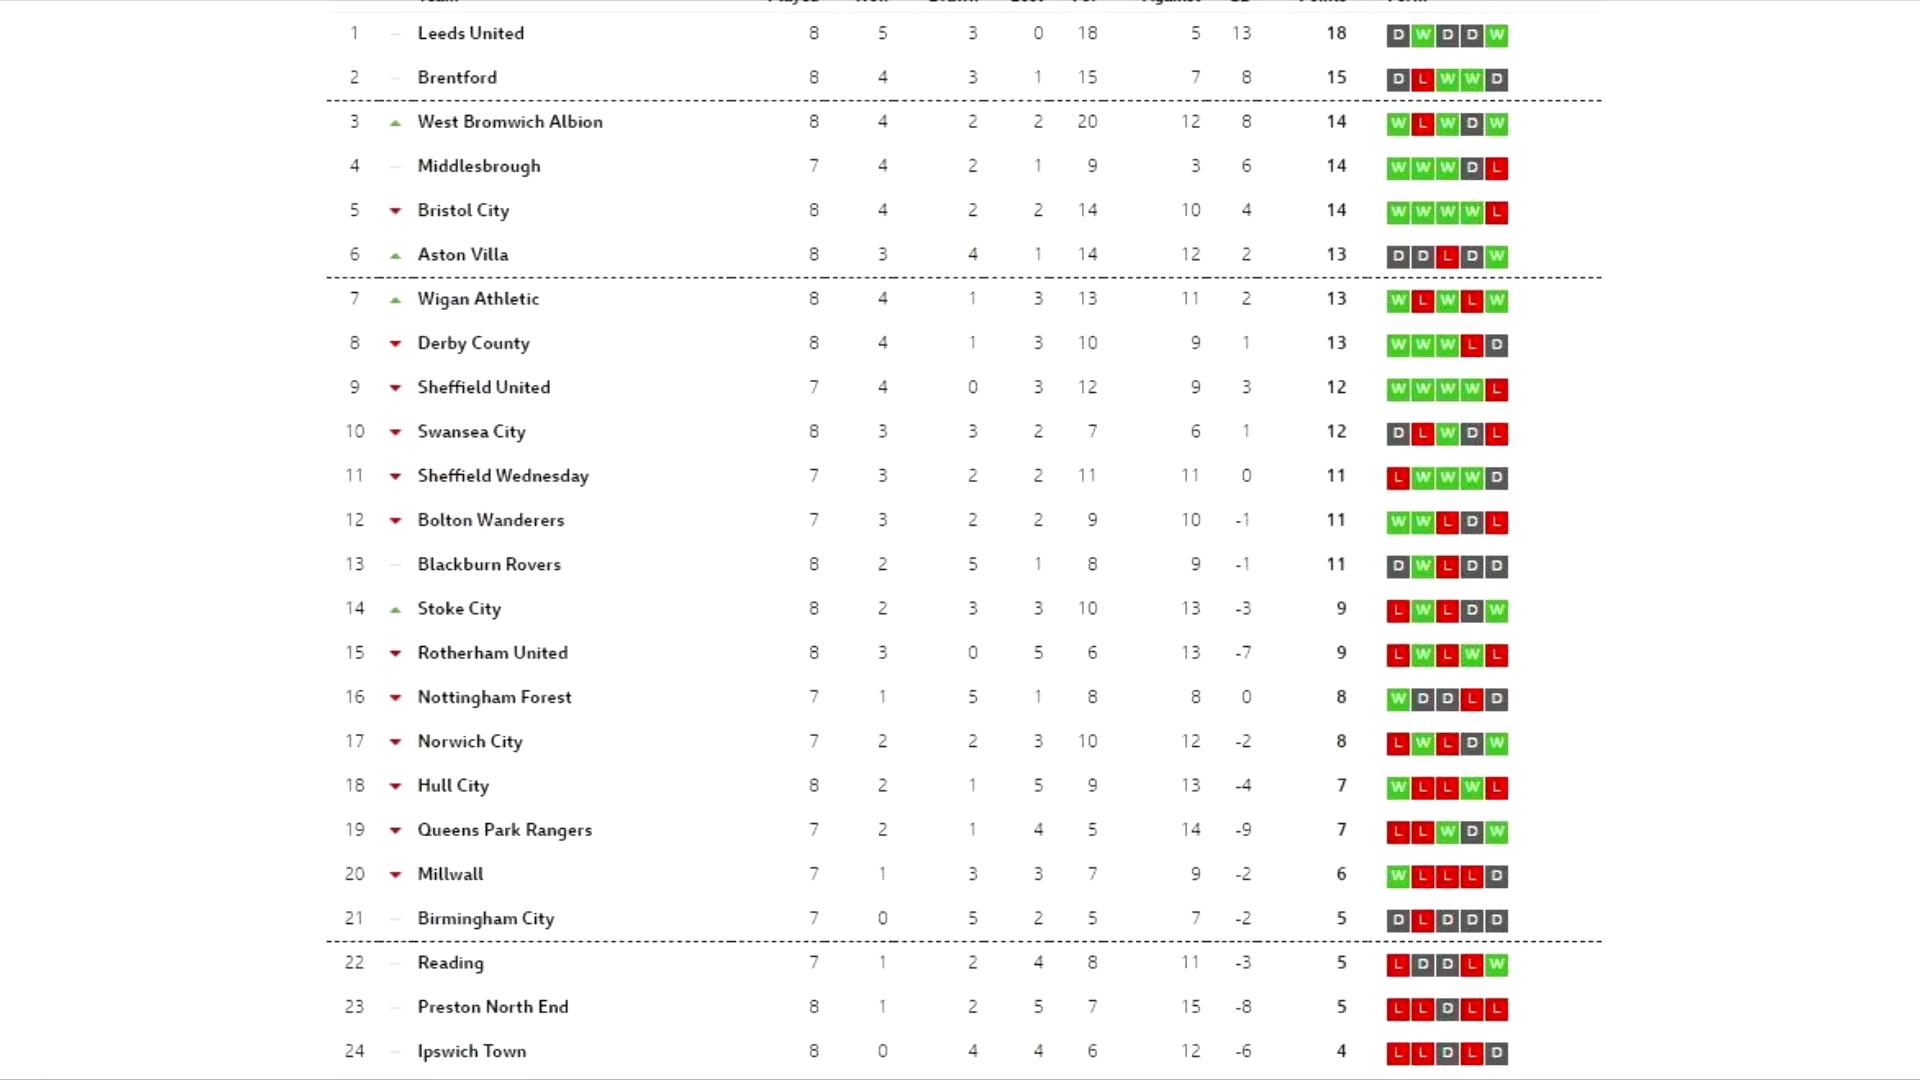 1 – Leeds United 8 5 3 0 18 5 13 18 D W D D W
2 – Brentford 8 4 3 1 15 7 8 15 D L W W D
3 West Bromwich Albion 8 4 2 2 20 12 8 14 W L W D W
4 – Middlesbrough 7 4 2 1 9 3 6 14 W W W D L
5 Bristol City 8 4 2 2 14 10 4 14 W W W W L
6 Aston Villa 8 3 4 1 14 12 2 13 D D L D W
7 Wigan Athletic 8 4 1 3 13 11 2 13 W L W L W
8 Derby County 8 4 1 3 10 9 1 13 W W W L D
9 Sheffield United 7 4 0 3 12 9 3 12 W W W W L
10 Swansea City 8 3 3 2 7 6 1 12 D L W D L
11 Sheffield Wednesday 7 3 2 2 11 11 0 11 L W W W D
12 Bolton Wanderers 7 3 2 2 9 10 -1 11 W W L D L
13 – Blackburn Rovers 8 2 5 1 8 9 -1 11 D W L D D
14 Stoke City 8 2 3 3 10 13 -3 9 L W L D W
15 Rotherham United 8 3 0 5 6 13 -7 9 L W L W L
16 Nottingham Forest 7 1 5 1 8 8 0 8 W D D L D
17 Norwich City 7 2 2 3 10 12 -2 8 L W L D W
18 Hull City 8 2 1 5 9 13 -4 7 W L L W L
19 Queens Park Rangers 7 2 1 4 5 14 -9 7 L L W D W
20 Millwall 7 1 3 3 7 9 -2 6 W L L L D
21 – Birmingham City 7 0 5 2 5 7 -2 5 D L D D D
22 – Reading 7 1 2 4 8 11 -3 5 L D D L W
23 – Preston North End 8 1 2 5 7 15 -8 5 L L D L L
24 – Ipswich Town 8 0 4 4 6 12 -6 4 L L D L D